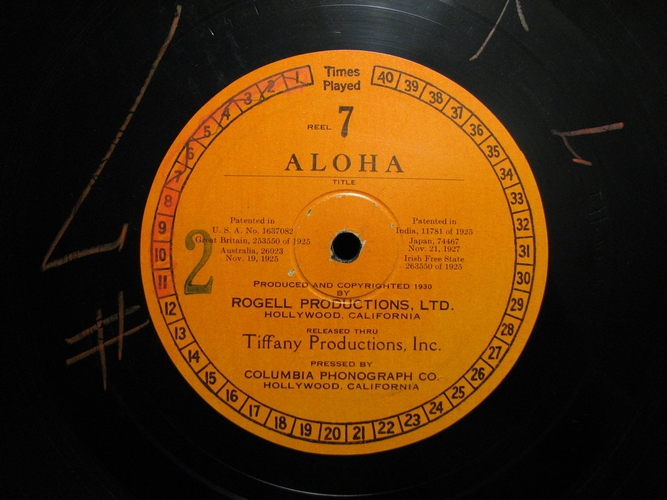 Times
Played
1 2 3 4 5 6 7 8 9 10 11 12 13 14 15 16 17 18 19 20 21 22 23 24 25 26 27 28 29 30 31 32 33 34 35 36 37 38 39 40
REEL 7
ALOHA
TITLE
Patented in
U. S. A. No. 1637082
Great Britain, 253550 of 1925
Australia, 26923
Nov. 19, 1925
Patented in
India, 11781 of 1925
Japan, 74467
Nov. 21, 1927
Irish Free State
263550 of 1925
2
PRODUCED AND COPYRIGHTED 1930
BY
ROGELL PRODUCTIONS, LTD.
HOLLYWOOD, CALIFORNIA
RELEASED THRU
Tiffany Productions, Inc.
PRESSED BY
COLUMBIA PHONOGRAPH CO.
HOLLYWOOD, CALIFORNIA